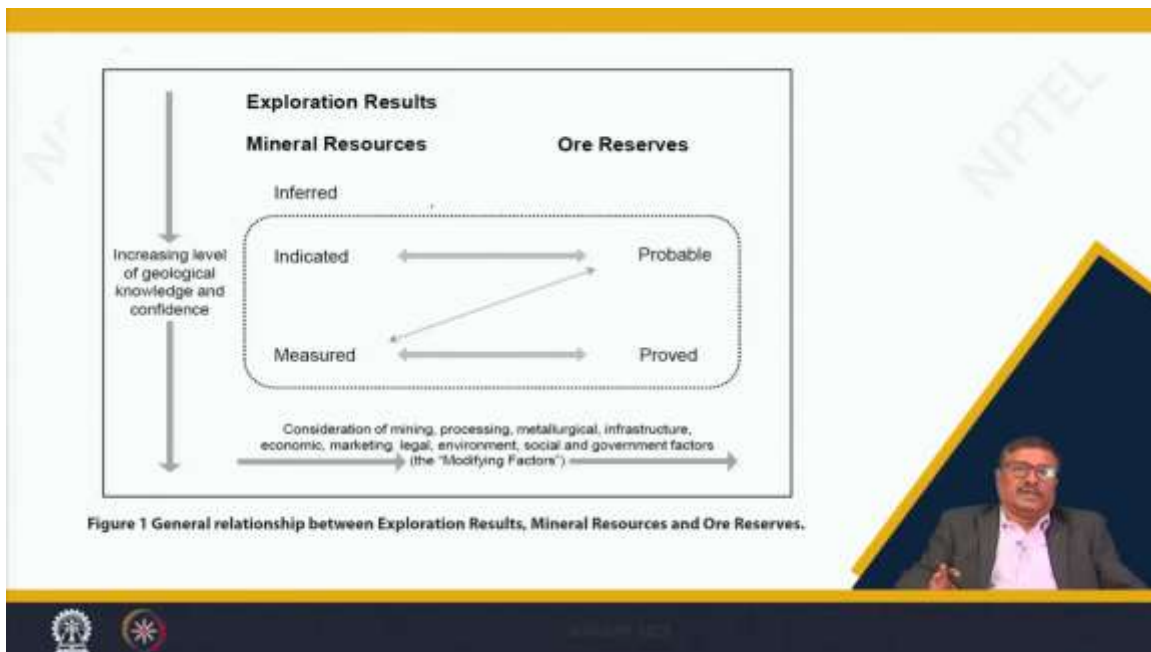 NPTEL
Exploration Results
Mineral Resources Ore Reserves
Inferred
Increasing level
of geological
knowledge and
confidence
Indicated Probable
Measured Proved
Consideration of mining, processing, metallurgical, infrastructure,
economic, marketing, legal, environment, social and government factors
(the "Modifying Factors")
Figure 1 General relationship between Exploration Results, Mineral Resources and Ore Reserves.